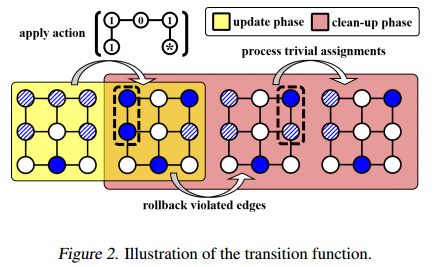 apply action
1 0 1
1 *
update phase clean-up phase
process trivial assignments
rollback violated edges
Figure 2. Illustration of the transition function.